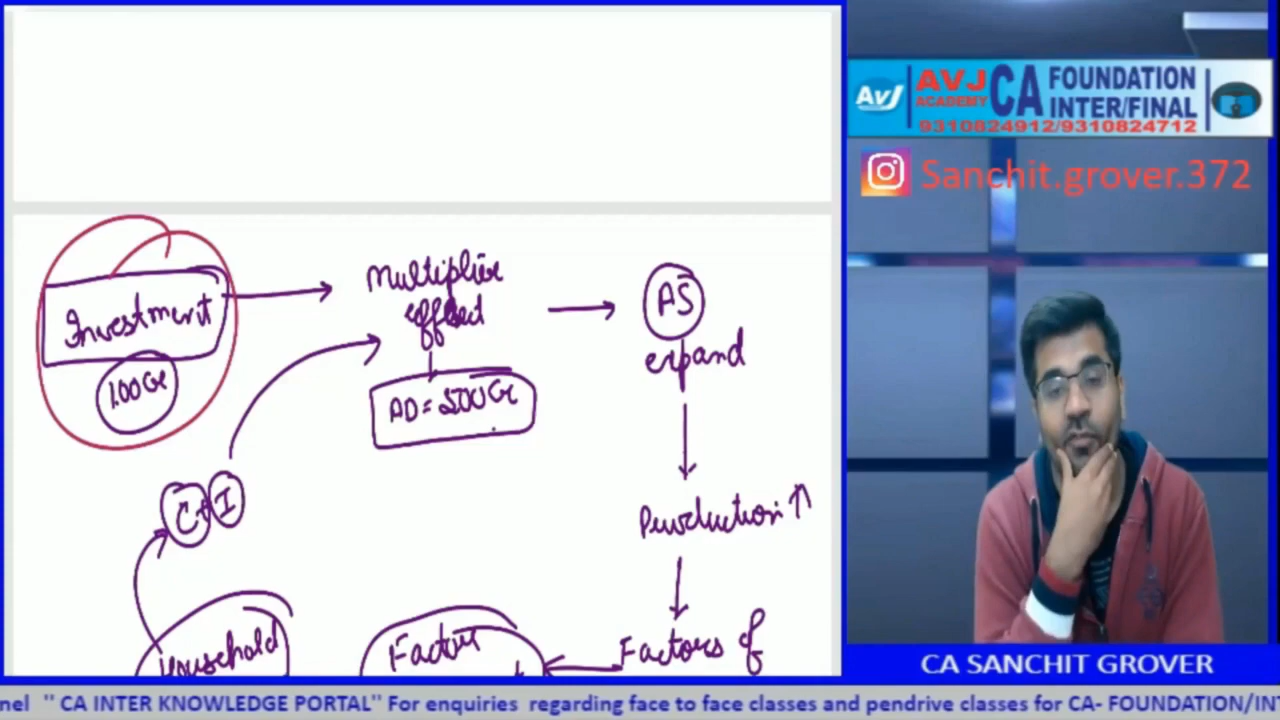 Investment
100Cr
Multiplier
effect
AD = 500Cr
AS
expand
Production ↑↑
Factors of
Factor
Household
C+I
AVJ
AVJ
ACADEMY
CA
FOUNDATION
INTER/FINAL
9310824912/9310824712
Sanchit.grover.372
CA SANCHIT GROVER
nel " CA INTER KNOWLEDGE PORTAL" For enquiries regarding face to face classes and pendrive classes for CA- FOUNDATION/IN